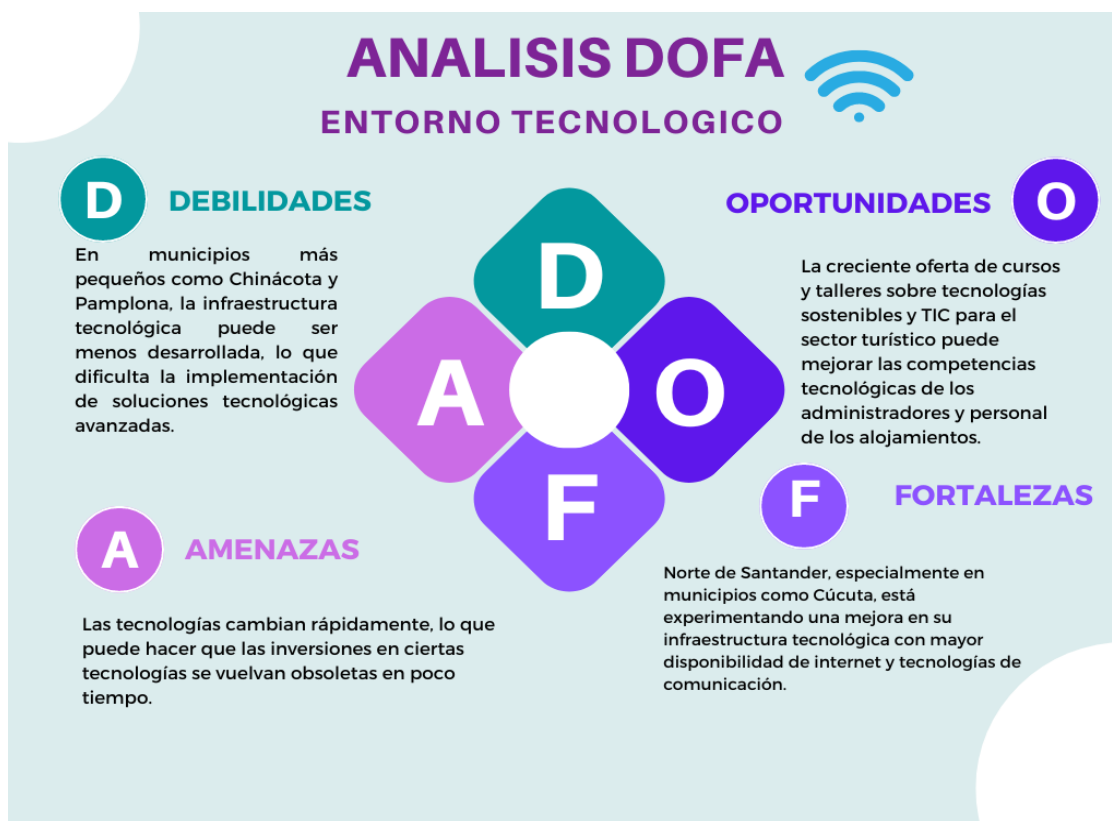 ANALISIS DOFA
ENTORNO TECNOLOGICO
D
DEBILIDADES
En municipios más
pequeños como Chinácota y
Pamplona, la infraestructura
tecnológica puede ser
menos desarrollada, lo que
dificulta la implementación
de soluciones tecnológicas
avanzadas.
OPORTUNIDADES
O
La creciente oferta de cursos
y talleres sobre tecnologías
sostenibles y TIC para el
sector turístico puede
mejorar las competencias
tecnológicas de los
administradores y personal
de los alojamientos.
D
A
O
F
A
AMENAZAS
Las tecnologías cambian rápidamente, lo que
puede hacer que las inversiones en ciertas
tecnologías se vuelvan obsoletas en poco
tiempo.
F
FORTALEZAS
Norte de Santander, especialmente en
municipios como Cúcuta, está
experimentando una mejora en su
infraestructura tecnológica con mayor
disponibilidad de internet y tecnologías de
comunicación.